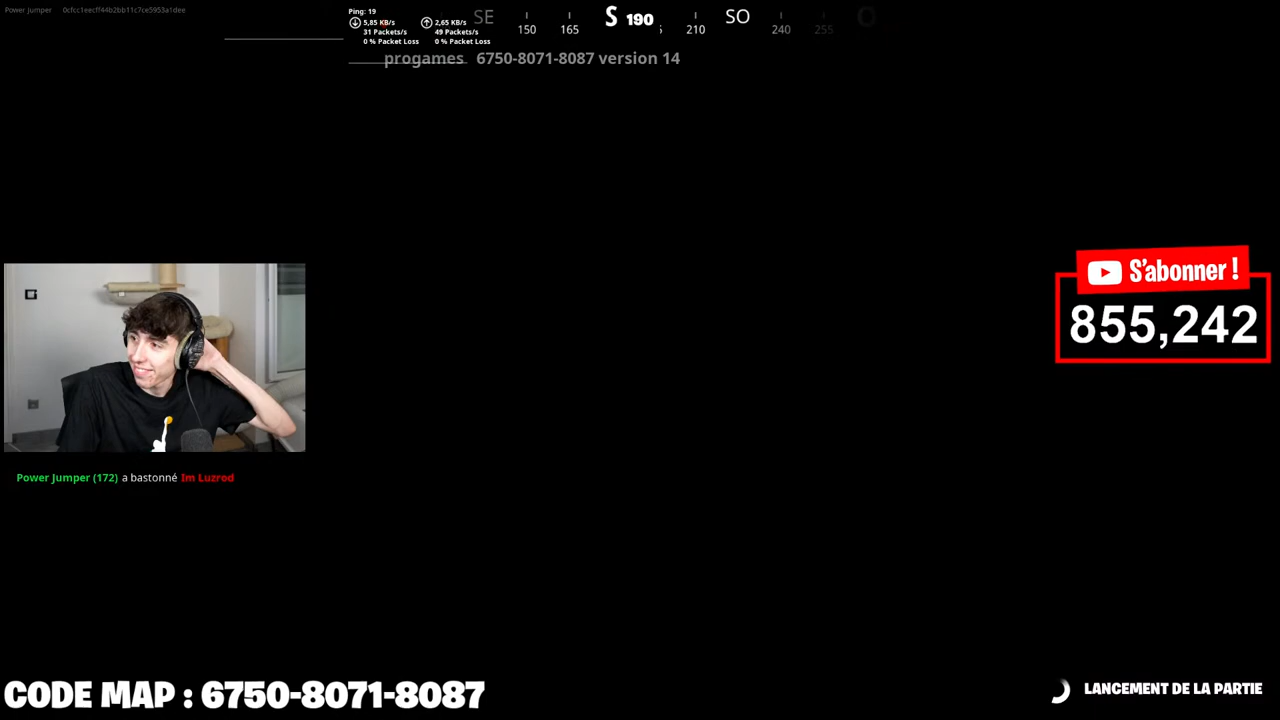 Power Jumper 0cfcc1eecff44b2bb11c7ce5953a1dee
Ping: 19
5,85 KB/s 2,65 KB/s
31 Packets/s 49 Packets/s
0 % Packet Loss 0 % Packet Loss
SE 150 165 S 190 210 SO 240 255 O
progames 6750-8071-8087 version 14
S'abonner !
855,242
Power Jumper (172) a bastonné Im Luzrod
CODE MAP : 6750-8071-8087
LANCEMENT DE LA PARTIE